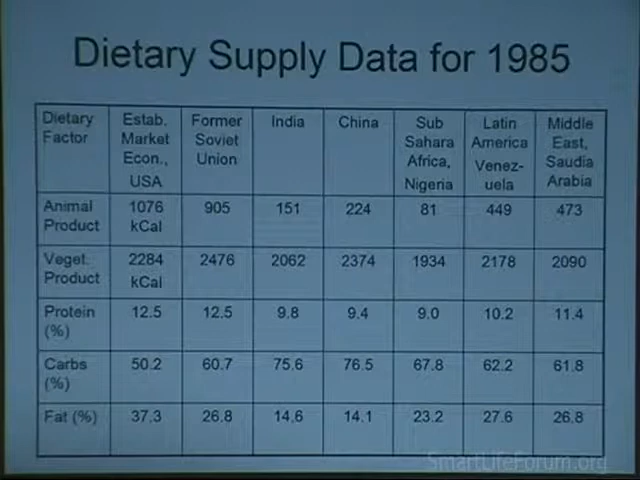 Dietary Supply Data for 1985
Dietary Factor | Estab. Market Econ., USA | Former Soviet Union | India | China | Sub Sahara Africa, Nigeria | Latin America Venez-uela | Middle East, Saudia Arabia
Animal Product | 1076 kCal | 905 | 151 | 224 | 81 | 449 | 473
Veget. Product | 2284 kCal | 2476 | 2062 | 2374 | 1934 | 2178 | 2090
Protein (%) | 12.5 | 12.5 | 9.8 | 9.4 | 9.0 | 10.2 | 11.4
Carbs (%) | 50.2 | 60.7 | 75.6 | 76.5 | 67.8 | 62.2 | 61.8
Fat (%) | 37.3 | 26.8 | 14.6 | 14.1 | 23.2 | 27.6 | 26.8
SmartLifeForum.org